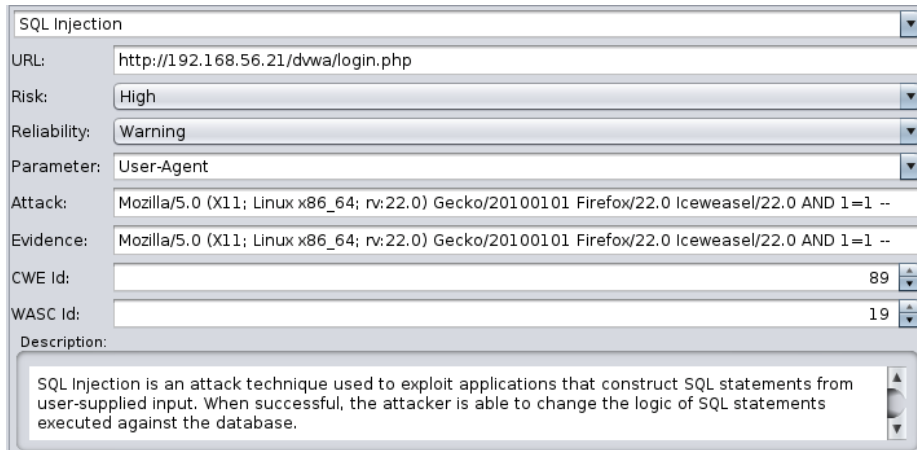 SQL Injection
URL: http://192.168.56.21/dvwa/login.php
Risk: High
Reliability: Warning
Parameter: User-Agent
Attack: Mozilla/5.0 (X11; Linux x86_64; rv:22.0) Gecko/20100101 Firefox/22.0 Iceweasel/22.0 AND 1=1 --
Evidence: Mozilla/5.0 (X11; Linux x86_64; rv:22.0) Gecko/20100101 Firefox/22.0 Iceweasel/22.0 AND 1=1 --
CWE Id: 89
WASC Id: 19
Description:
SQL Injection is an attack technique used to exploit applications that construct SQL statements from
user-supplied input. When successful, the attacker is able to change the logic of SQL statements
executed against the database.